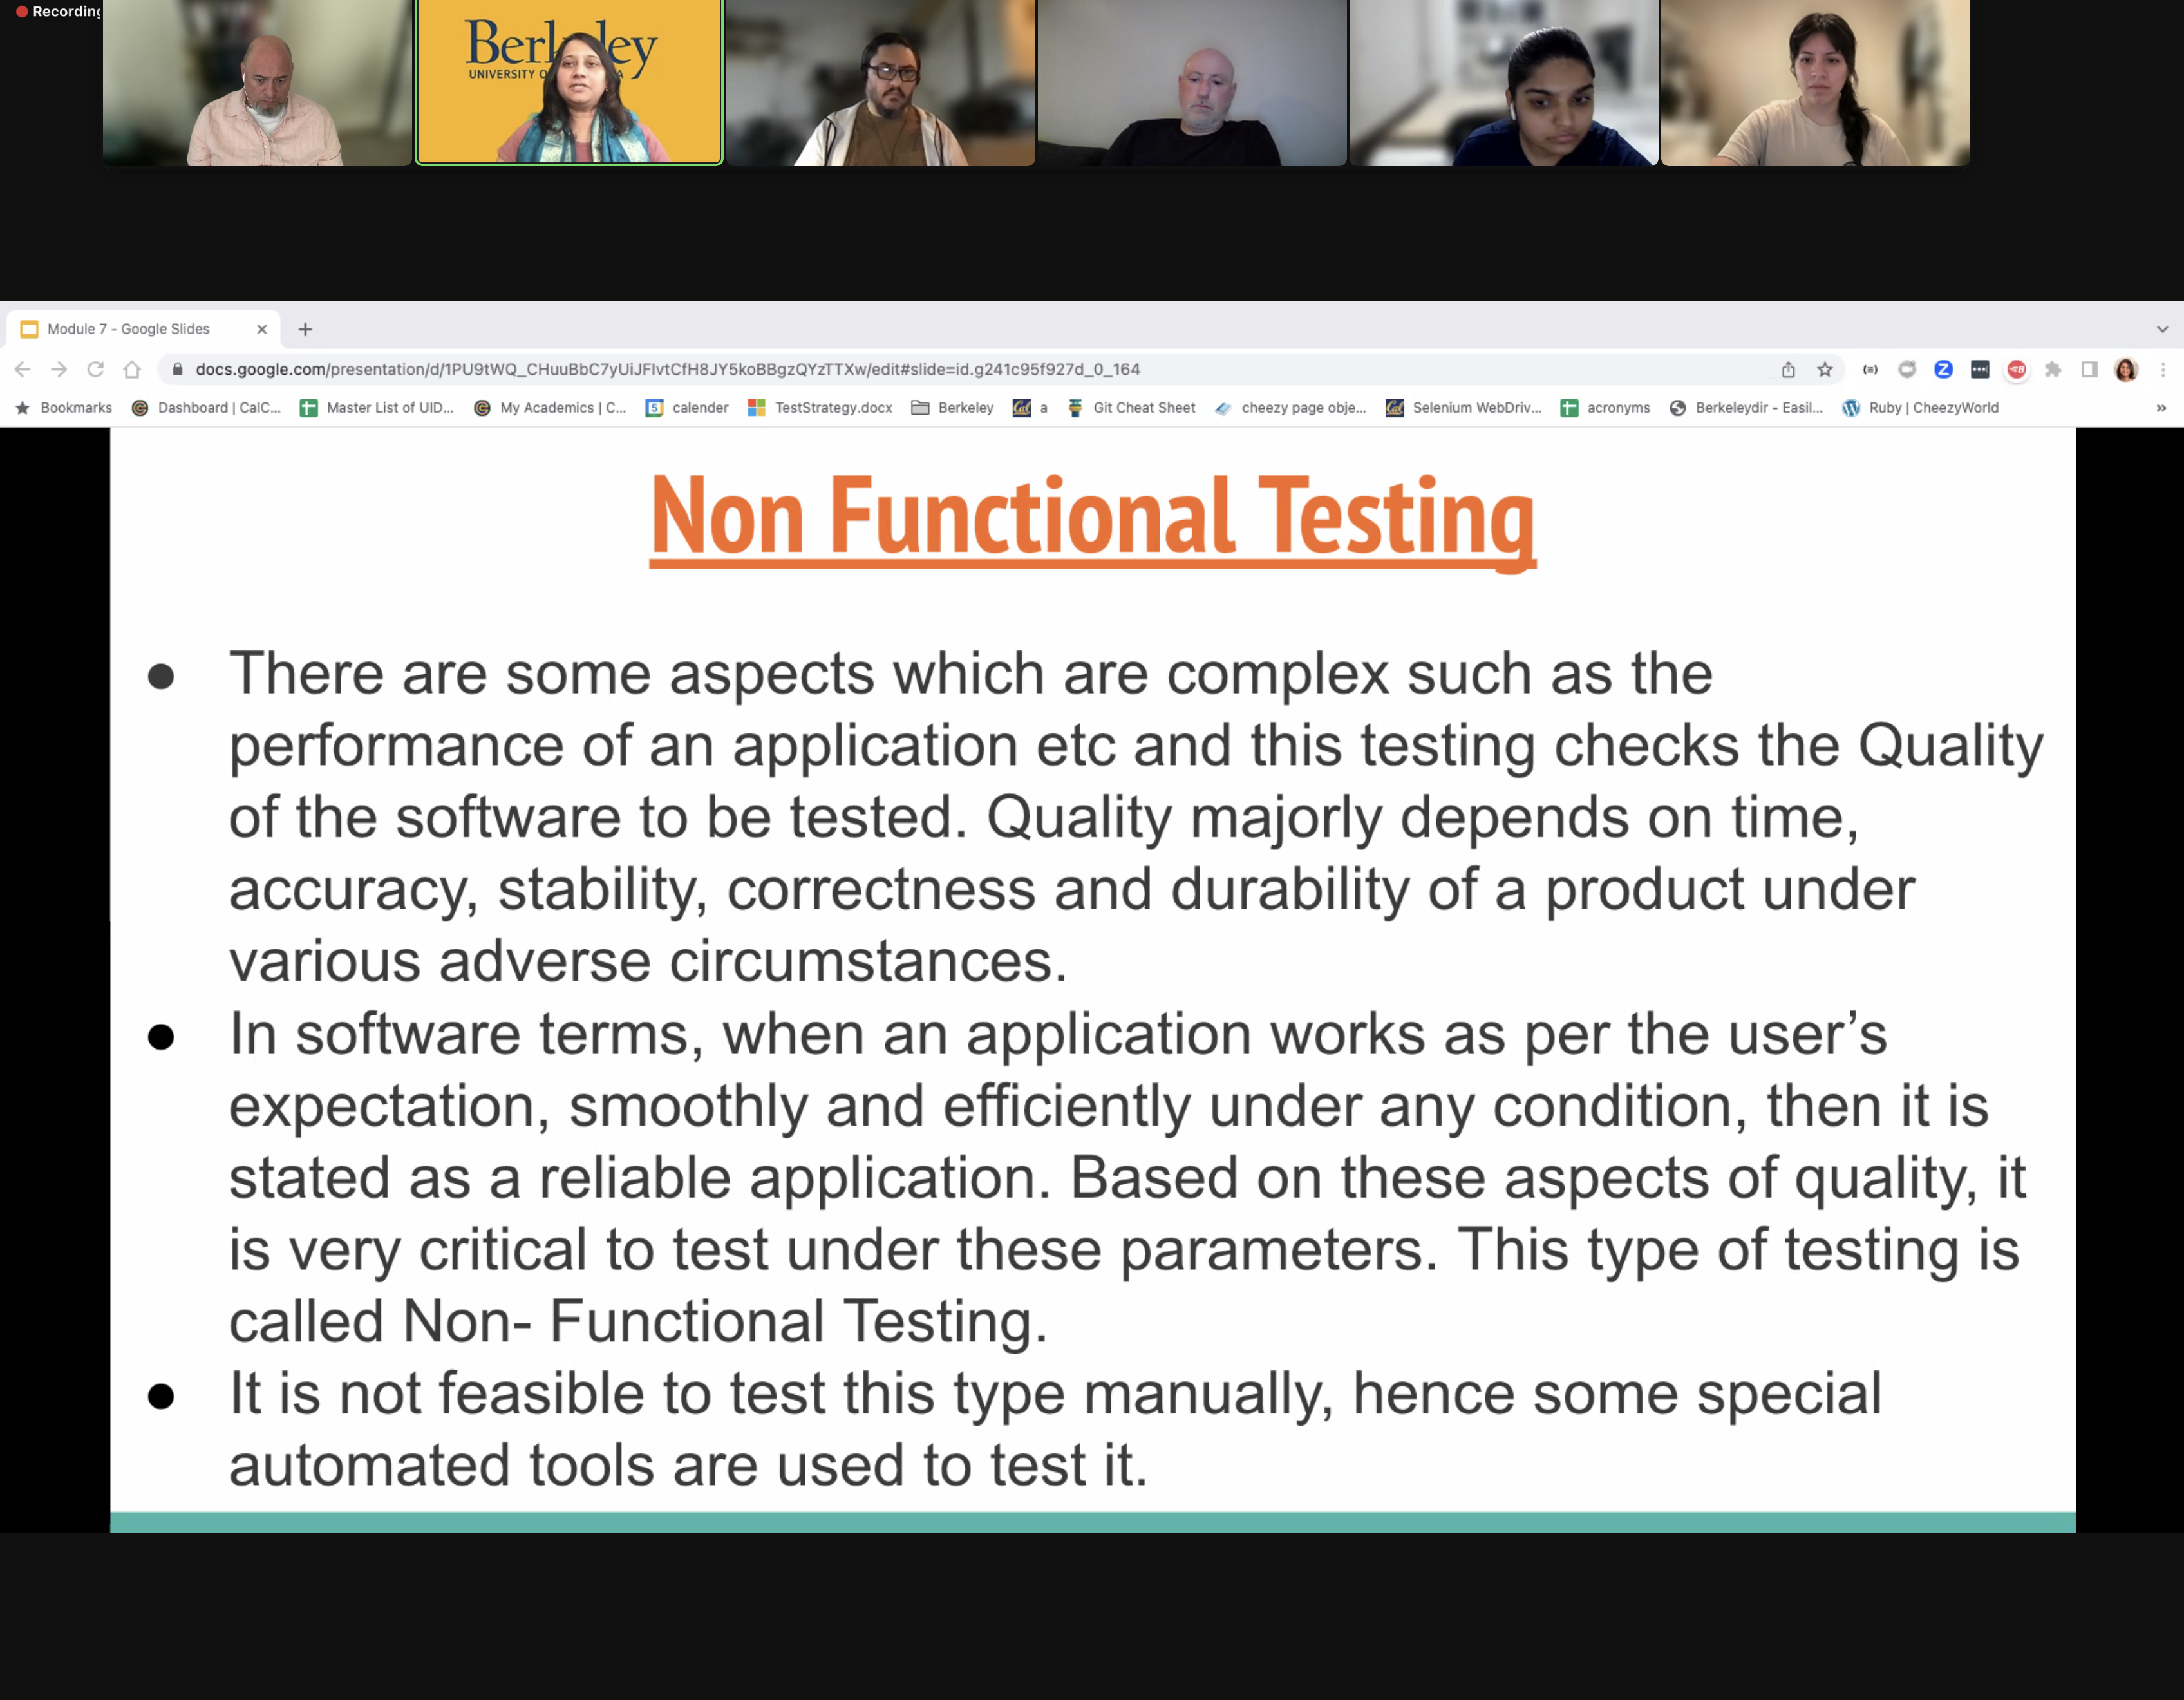 Recording
Berkeley
UNIVERSITY O
Module 7 - Google Slides
docs.google.com/presentation/d/1PU9tWQ_CHuuBbC7yUiJFIvtCfH8JY5koBBgzQYzTTXw/edit#slide=id.g241c95f927d_0_164
Bookmarks Dashboard | CalC... Master List of UID... My Academics | C... 5 calender TestStrategy.docx Berkeley Cal a Git Cheat Sheet cheezy page obje... Cal Selenium WebDriv... acronyms Berkeleydir - Easil... Ruby | CheezyWorld »
Non Functional Testing
● There are some aspects which are complex such as the
performance of an application etc and this testing checks the Quality
of the software to be tested. Quality majorly depends on time,
accuracy, stability, correctness and durability of a product under
various adverse circumstances.
● In software terms, when an application works as per the user’s
expectation, smoothly and efficiently under any condition, then it is
stated as a reliable application. Based on these aspects of quality, it
is very critical to test under these parameters. This type of testing is
called Non- Functional Testing.
● It is not feasible to test this type manually, hence some special
automated tools are used to test it.